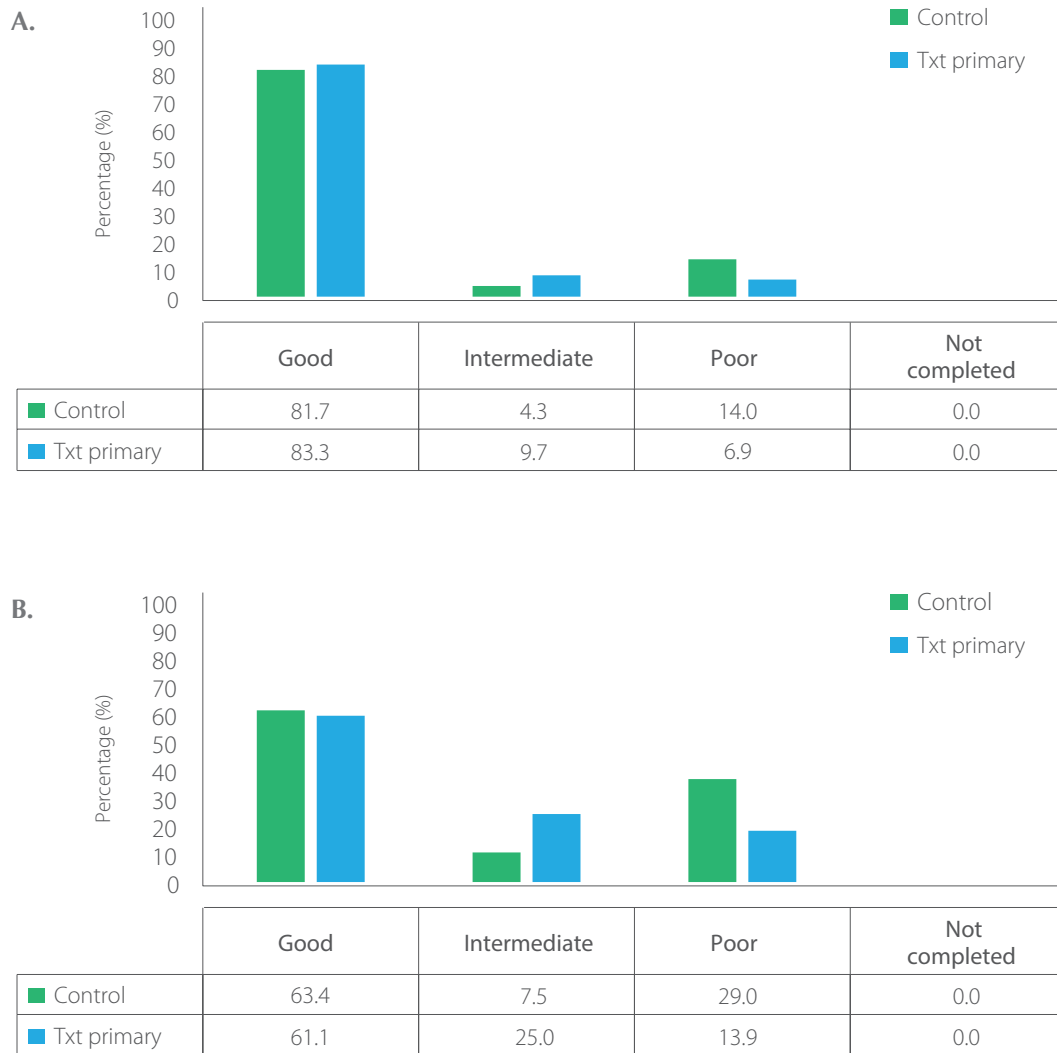 A.
Control
Txt primary
Percentage (%)
100
90
80
70
60
50
40
30
20
10
0
Good Intermediate Poor Not completed
Control 81.7 4.3 14.0 0.0
Txt primary 83.3 9.7 6.9 0.0
B.
Control
Txt primary
Percentage (%)
100
90
80
70
60
50
40
30
20
10
0
Good Intermediate Poor Not completed
Control 63.4 7.5 29.0 0.0
Txt primary 61.1 25.0 13.9 0.0